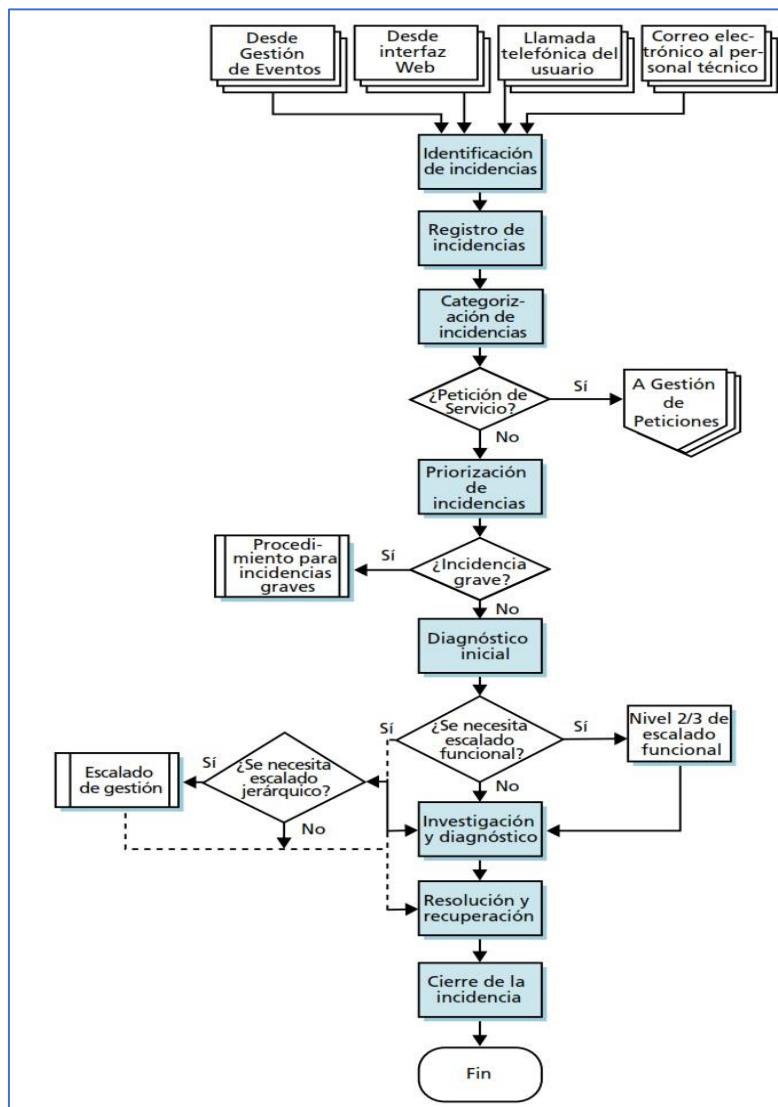 Desde
Gestión
de Eventos
Desde
interfaz
Web
Llamada
telefónica del
usuario
Correo elec-
trónico al per-
sonal técnico
Identificación
de incidencias
Registro de
incidencias
Categoriz-
ación de
incidencias
¿Petición de
Servicio?
Sí
A Gestión
de
Peticiones
No
Priorización
de
incidencias
Procedi-
miento para
incidencias
graves
Sí
¿Incidencia
grave?
No
Diagnóstico
inicial
Sí
¿Se necesita
escalado
funcional?
Sí
Nivel 2/3 de
escalado
funcional
No
Escalado
de gestión
Sí
¿Se necesita
escalado
jerárquico?
No
Investigación
y diagnóstico
Resolución y
recuperación
Cierre de la
incidencia
Fin